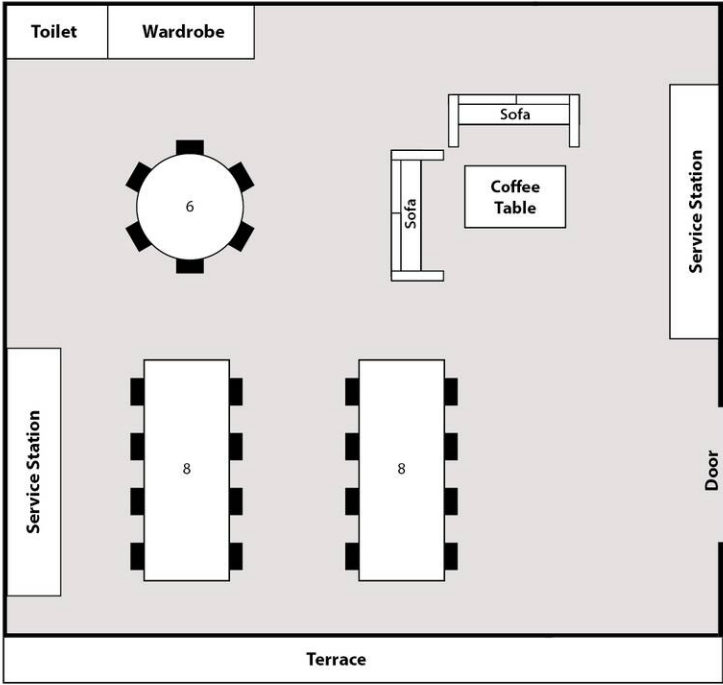 Toilet
Wardrobe
Sofa
Sofa
Coffee
Table
Service Station
6
Service Station
8
8
Door
Terrace